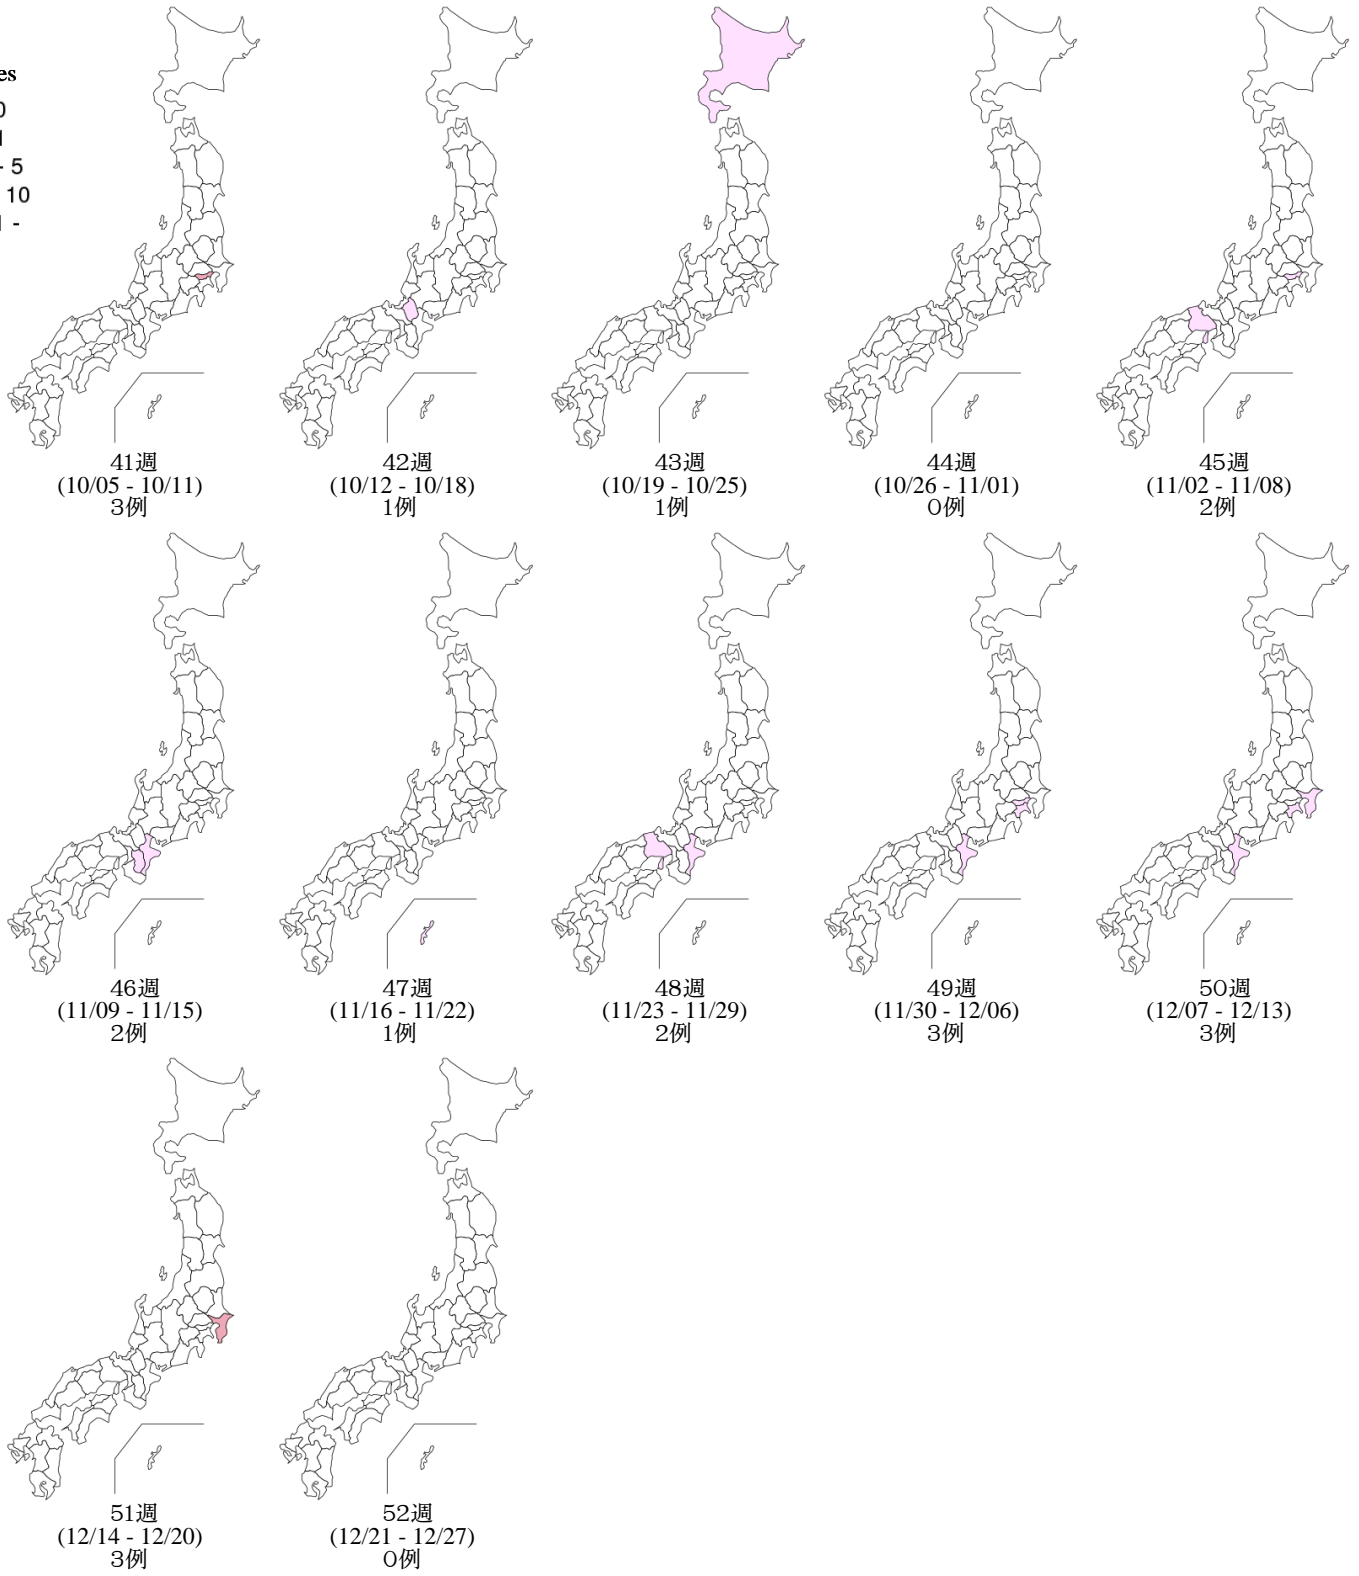 es
0
1
- 5
10
1 -
41週
(10/05 - 10/11)
3例
42週
(10/12 - 10/18)
1例
43週
(10/19 - 10/25)
1例
44週
(10/26 - 11/01)
0例
45週
(11/02 - 11/08)
2例
46週
(11/09 - 11/15)
2例
47週
(11/16 - 11/22)
1例
48週
(11/23 - 11/29)
2例
49週
(11/30 - 12/06)
3例
50週
(12/07 - 12/13)
3例
51週
(12/14 - 12/20)
3例
52週
(12/21 - 12/27)
0例